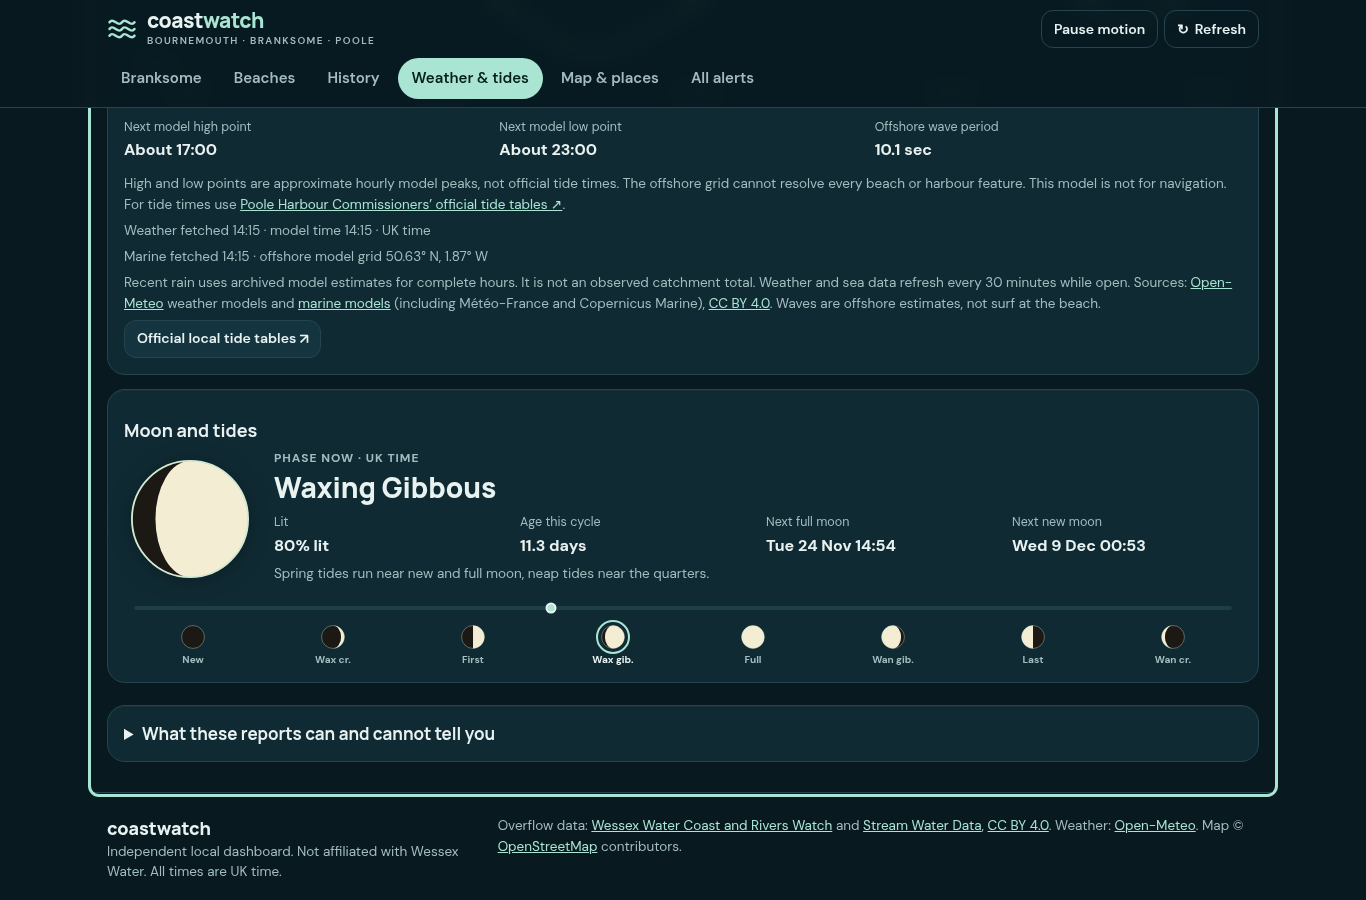 coastwatch
BOURNEMOUTH · BRANKSOME · POOLE
Pause motion
↻ Refresh
Branksome
Beaches
History
Weather & tides
Map & places
All alerts
Next model high point
About 17:00
Next model low point
About 23:00
Offshore wave period
10.1 sec
High and low points are approximate hourly model peaks, not official tide times. The offshore grid cannot resolve every beach or harbour feature. This model is not for navigation.
For tide times use Poole Harbour Commissioners’ official tide tables ↗.
Weather fetched 14:15 · model time 14:15 · UK time
Marine fetched 14:15 · offshore model grid 50.63° N, 1.87° W
Recent rain uses archived model estimates for complete hours. It is not an observed catchment total. Weather and sea data refresh every 30 minutes while open. Sources: Open-
Meteo weather models and marine models (including Météo-France and Copernicus Marine), CC BY 4.0. Waves are offshore estimates, not surf at the beach.
Official local tide tables ↗
Moon and tides
PHASE NOW · UK TIME
Waxing Gibbous
Lit
80% lit
Age this cycle
11.3 days
Next full moon
Tue 24 Nov 14:54
Next new moon
Wed 9 Dec 00:53
Spring tides run near new and full moon, neap tides near the quarters.
New
Wax cr.
First
Wax gib.
Full
Wan gib.
Last
Wan cr.
▶ What these reports can and cannot tell you
coastwatch
Independent local dashboard. Not affiliated with Wessex
Water. All times are UK time.
Overflow data: Wessex Water Coast and Rivers Watch and Stream Water Data, CC BY 4.0. Weather: Open-Meteo. Map ©
OpenStreetMap contributors.